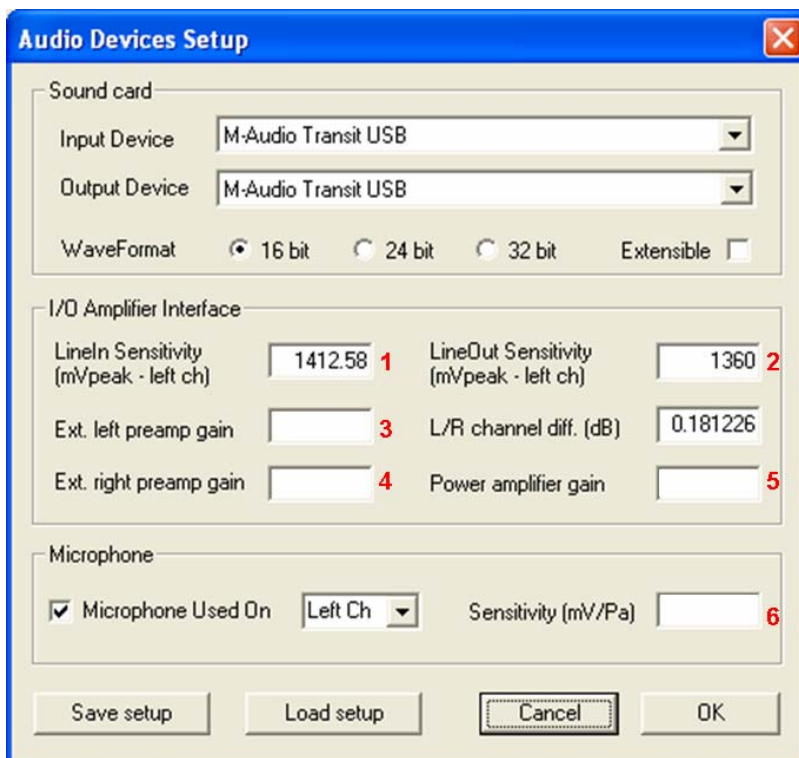 Audio Devices Setup
Sound card
Input Device M-Audio Transit USB
Output Device M-Audio Transit USB
WaveFormat 16 bit 24 bit 32 bit Extensible
I/O Amplifier Interface
LineIn Sensitivity
(mVpeak - left ch) 1412.58 1
LineOut Sensitivity
(mVpeak - left ch) 1360 2
Ext. left preamp gain 3
L/R channel diff. (dB) 0.181226
Ext. right preamp gain 4
Power amplifier gain 5
Microphone
Microphone Used On Left Ch Sensitivity (mV/Pa) 6
Save setup Load setup Cancel OK